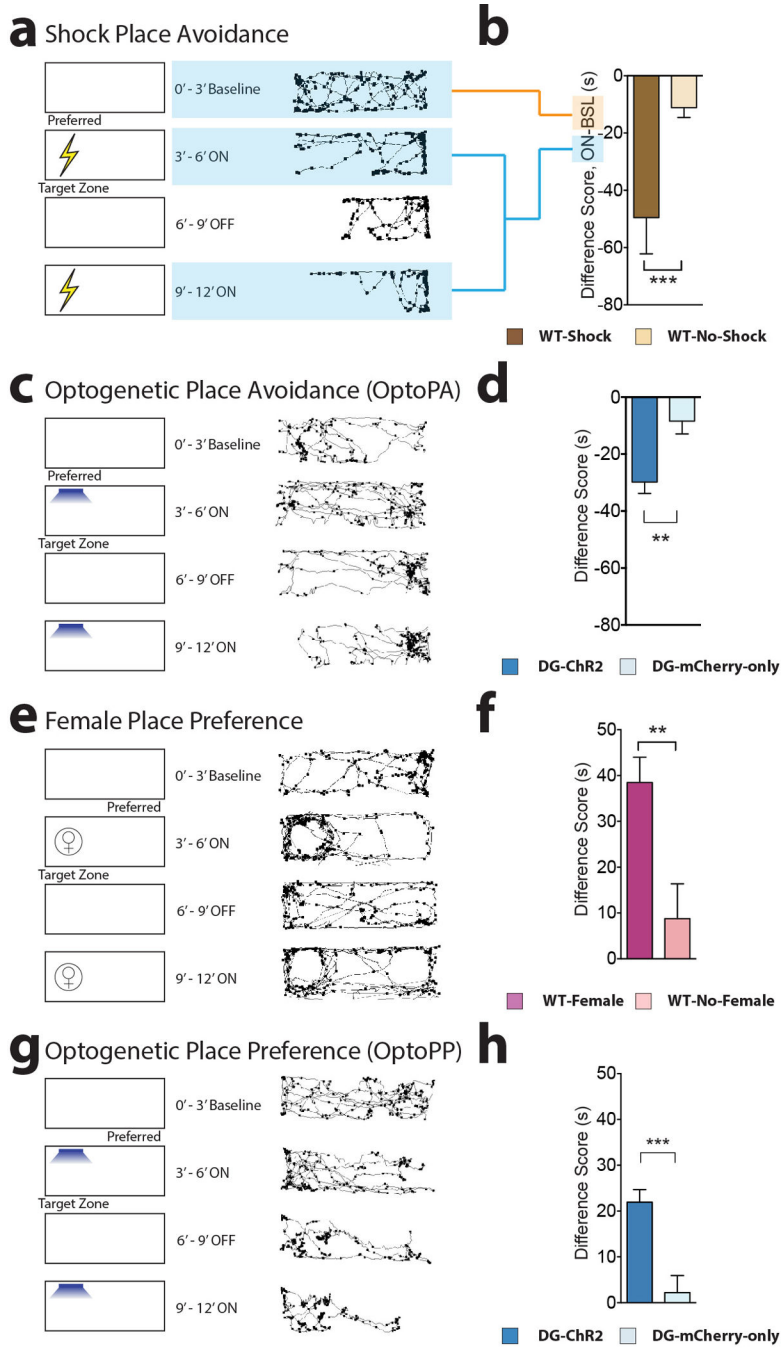 a Shock Place Avoidance
0′ - 3′ Baseline
Preferred
3′ - 6′ ON
Target Zone
6′ - 9′ OFF
9′ - 12′ ON
b
Difference Score, ON-BSL (s)
0
-20
-40
-60
-80
***
WT-Shock WT-No-Shock
c Optogenetic Place Avoidance (OptoPA)
0′ - 3′ Baseline
Preferred
3′ - 6′ ON
Target Zone
6′ - 9′ OFF
9′ - 12′ ON
d
Difference Score (s)
0
-20
-40
-60
-80
**
DG-ChR2 DG-mCherry-only
e Female Place Preference
0′ - 3′ Baseline
Preferred
3′ - 6′ ON
Target Zone
6′ - 9′ OFF
9′ - 12′ ON
f
Difference Score (s)
50
40
30
20
10
0
**
WT-Female WT-No-Female
g Optogenetic Place Preference (OptoPP)
0′ - 3′ Baseline
Preferred
3′ - 6′ ON
Target Zone
6′ - 9′ OFF
9′ - 12′ ON
h
Difference Score (s)
50
40
30
20
10
0
***
DG-ChR2 DG-mCherry-only